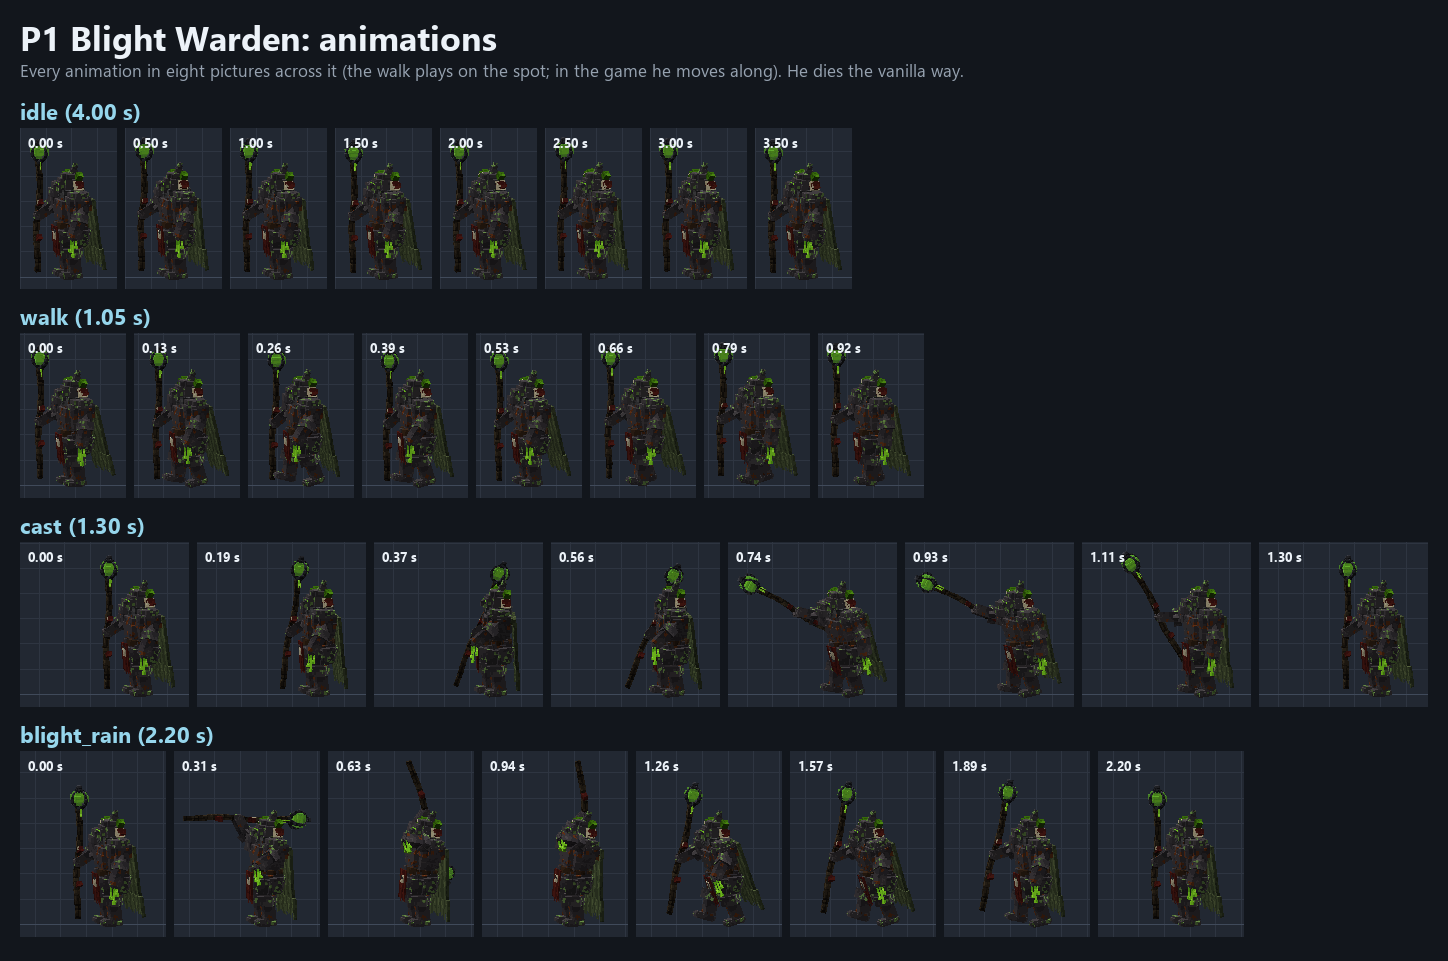 P1 Blight Warden: animations
Every animation in eight pictures across it (the walk plays on the spot; in the game he moves along). He dies the vanilla way.
idle (4.00 s)
0.00 s 0.50 s 1.00 s 1.50 s 2.00 s 2.50 s 3.00 s 3.50 s
walk (1.05 s)
0.00 s 0.13 s 0.26 s 0.39 s 0.53 s 0.66 s 0.79 s 0.92 s
cast (1.30 s)
0.00 s 0.19 s 0.37 s 0.56 s 0.74 s 0.93 s 1.11 s 1.30 s
blight_rain (2.20 s)
0.00 s 0.31 s 0.63 s 0.94 s 1.26 s 1.57 s 1.89 s 2.20 s